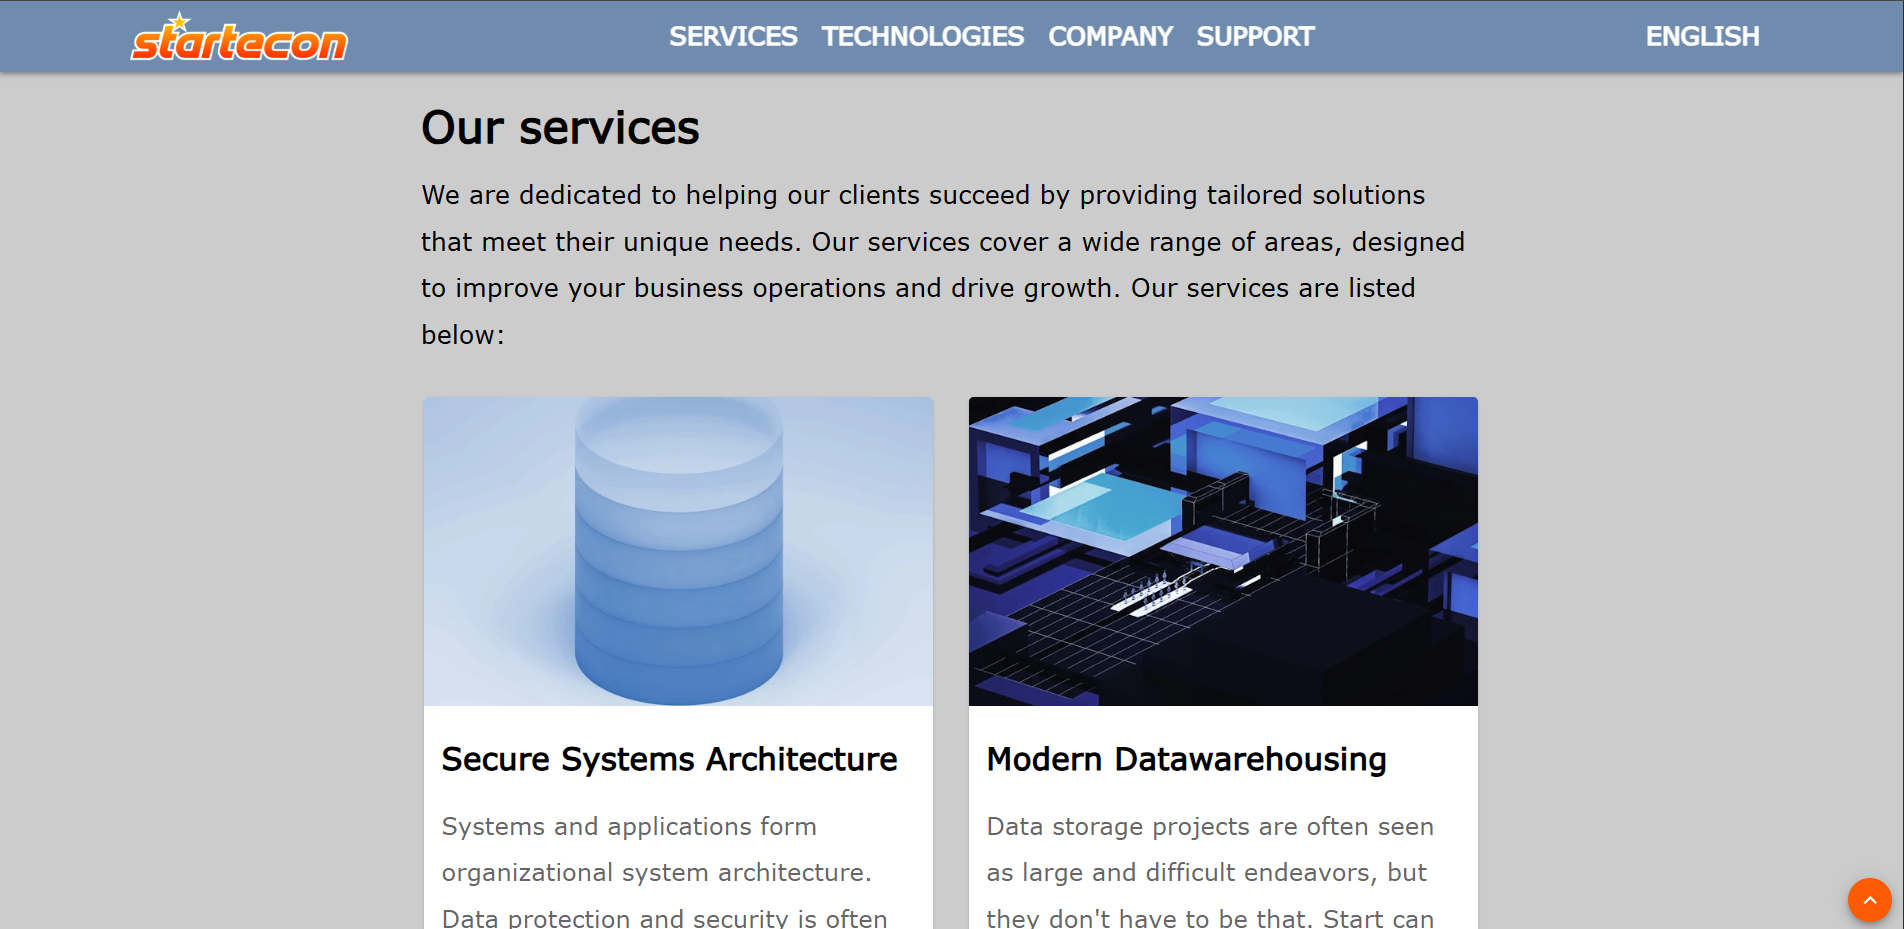 startecon
SERVICES TECHNOLOGIES COMPANY SUPPORT
ENGLISH
Our services
We are dedicated to helping our clients succeed by providing tailored solutions
that meet their unique needs. Our services cover a wide range of areas, designed
to improve your business operations and drive growth. Our services are listed
below:
Secure Systems Architecture
Systems and applications form
organizational system architecture.
Data protection and security is often
Modern Datawarehousing
Data storage projects are often seen
as large and difficult endeavors, but
they don't have to be that. Start can